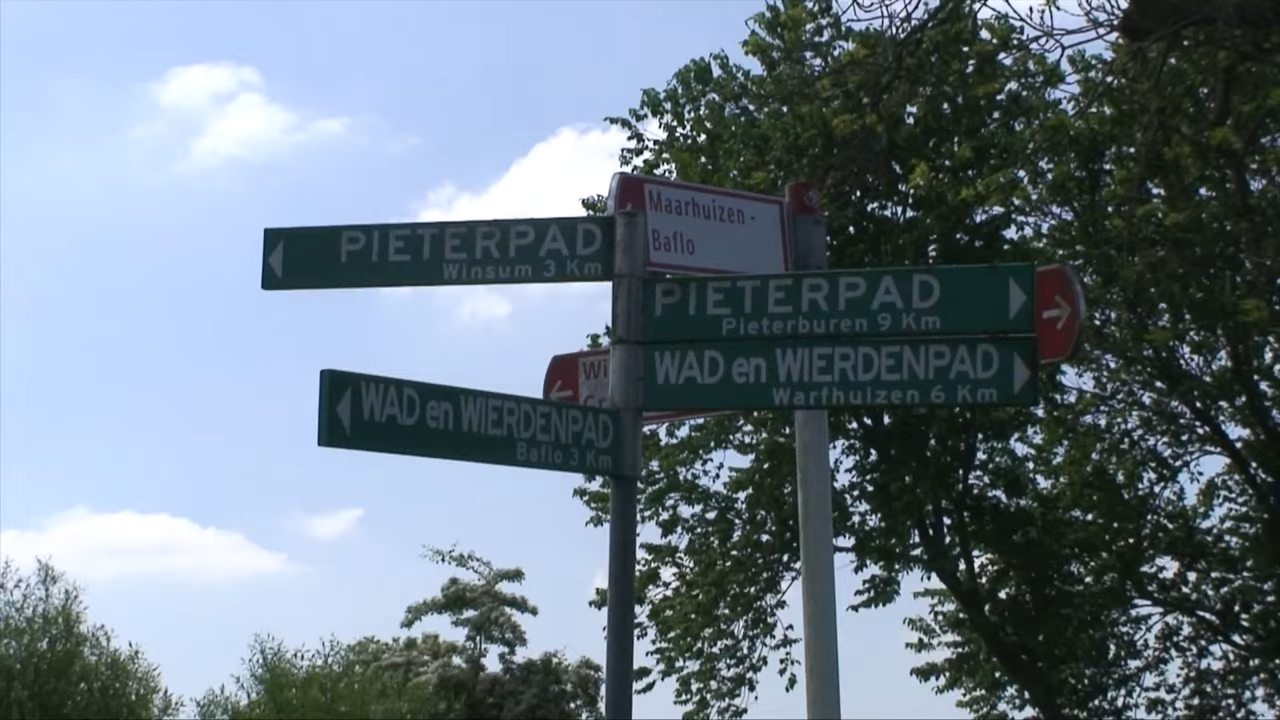 Maarhuizen -
Baflo
PIETERPAD
Winsum 3 Km
PIETERPAD
Pieterburen 9 Km
WAD en WIERDENPAD
Warfhuizen 6 Km
WAD en WIERDENPAD
Baflo 3 Km